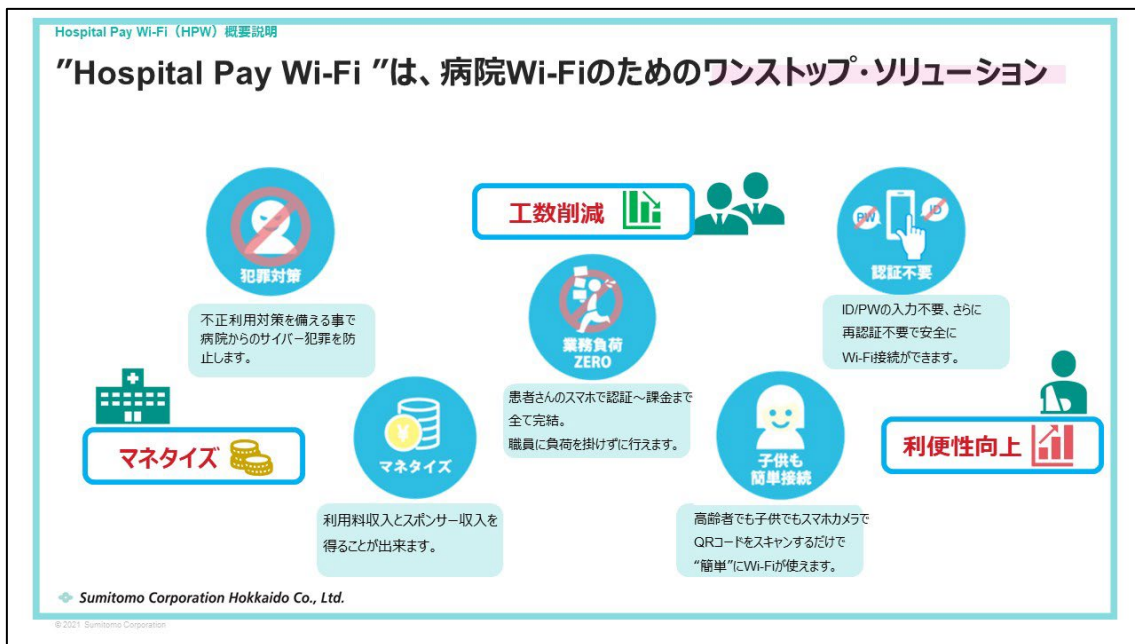 Hospital Pay Wi-Fi（HPW）概要説明
”Hospital Pay Wi-Fi ”は、病院Wi-Fiのためのワンストップ・ソリューション
犯罪対策
不正利用対策を備える事で
病院からのサイバー犯罪を防
止します。
工数削減
業務負荷
ZERO
患者さんのスマホで認証～課金まで
全て完結。
職員に負荷を掛けずに行えます。
PW
ID
認証不要
ID/PWの入力不要、さらに
再認証不要で安全に
Wi-Fi接続ができます。
マネタイズ
¥
マネタイズ
利用料収入とスポンサー収入を
得ることが出来ます。
子供も
簡単接続
高齢者でも子供でもスマホカメラで
QRコードをスキャンするだけで
“簡単”にWi-Fiが使えます。
利便性向上
Sumitomo Corporation Hokkaido Co., Ltd.
© 2021 Sumitomo Corporation